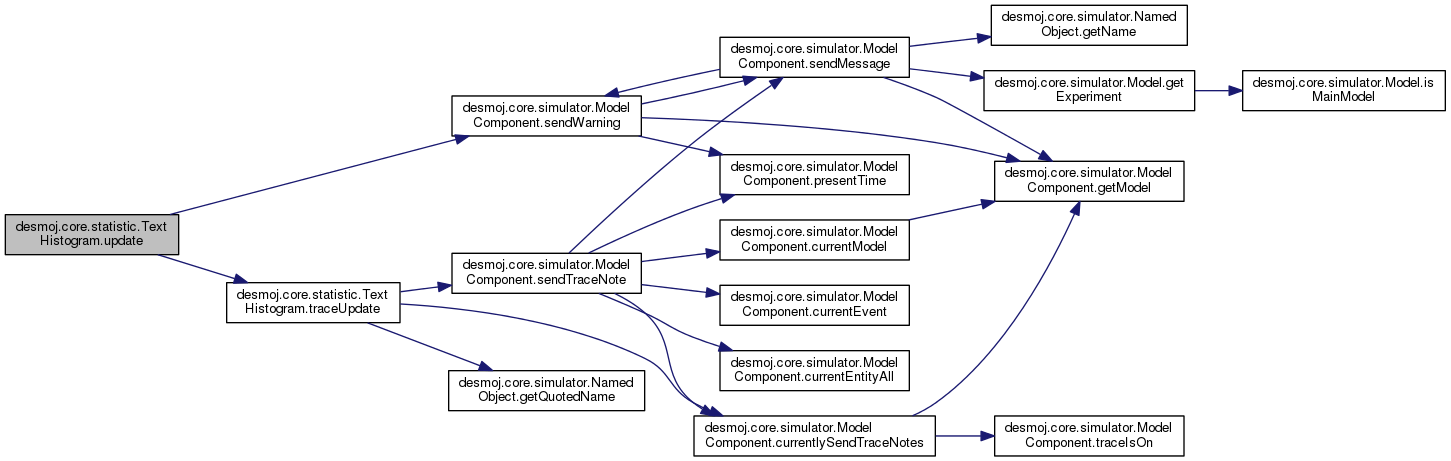 desmoj.core.statistic.Text
Histogram.update
desmoj.core.simulator.Model
Component.sendWarning
desmoj.core.statistic.Text
Histogram.traceUpdate
desmoj.core.simulator.Model
Component.sendTraceNote
desmoj.core.simulator.Named
Object.getQuotedName
desmoj.core.simulator.Model
Component.sendMessage
desmoj.core.simulator.Model
Component.presentTime
desmoj.core.simulator.Model
Component.currentModel
desmoj.core.simulator.Model
Component.currentEvent
desmoj.core.simulator.Model
Component.currentEntityAll
desmoj.core.simulator.Model
Component.currentlySendTraceNotes
desmoj.core.simulator.Named
Object.getName
desmoj.core.simulator.Model.get
Experiment
desmoj.core.simulator.Model
Component.getModel
desmoj.core.simulator.Model
Component.traceIsOn
desmoj.core.simulator.Model.is
MainModel